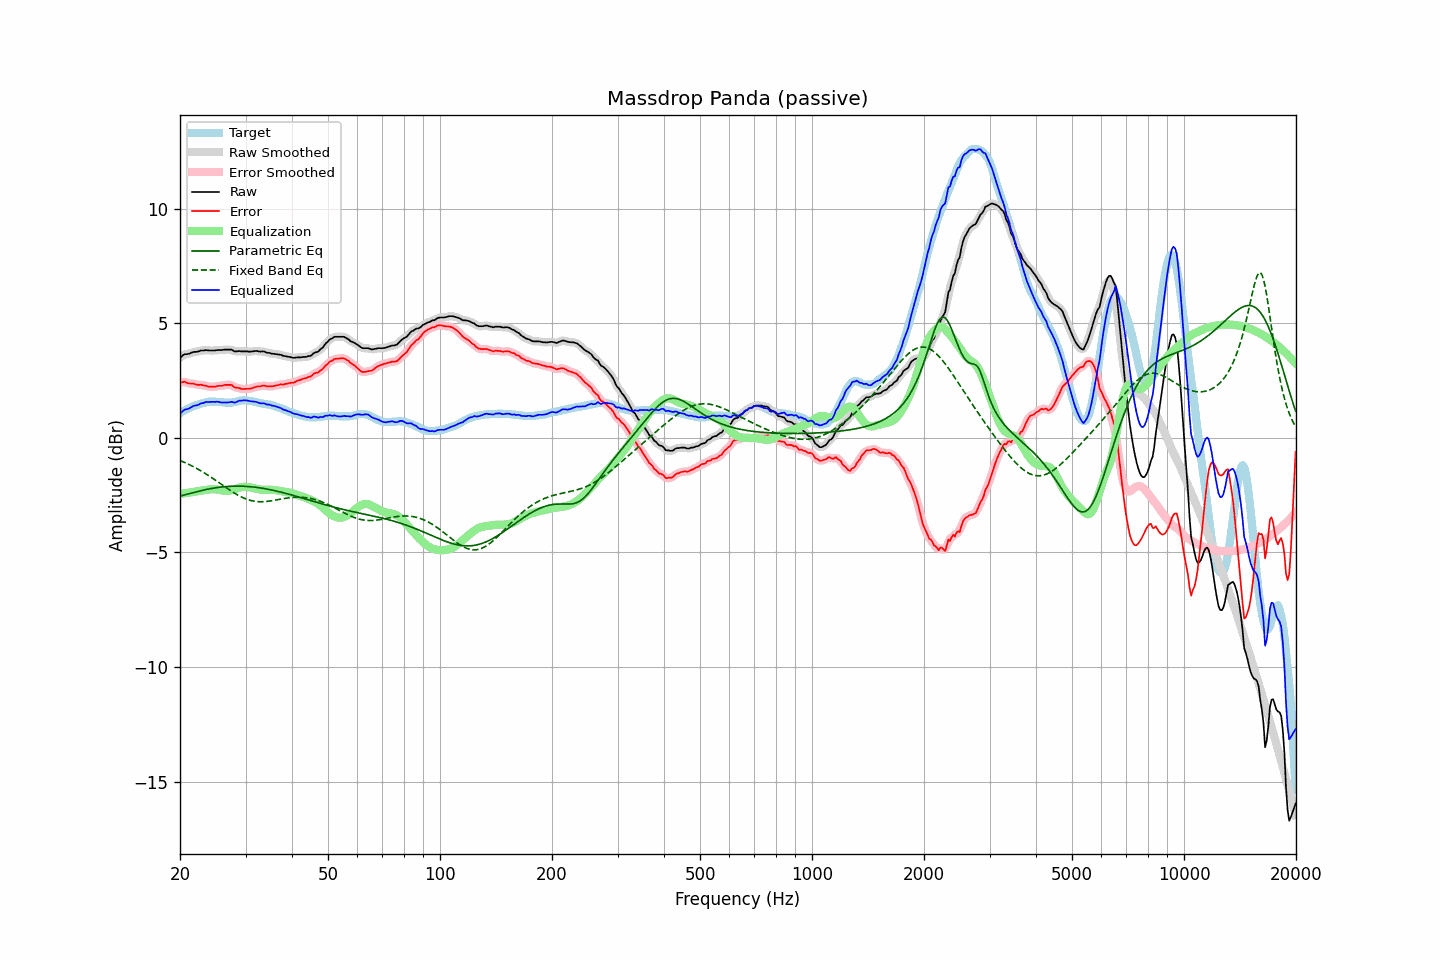 Massdrop Panda (passive)
Target
Raw Smoothed
Error Smoothed
Raw
Error
Equalization
Parametric Eq
Fixed Band Eq
Equalized
Amplitude (dBr)
10
5
0
−5
−10
−15
20
50
100
200
500
1000
2000
5000
10000
20000
Frequency (Hz)